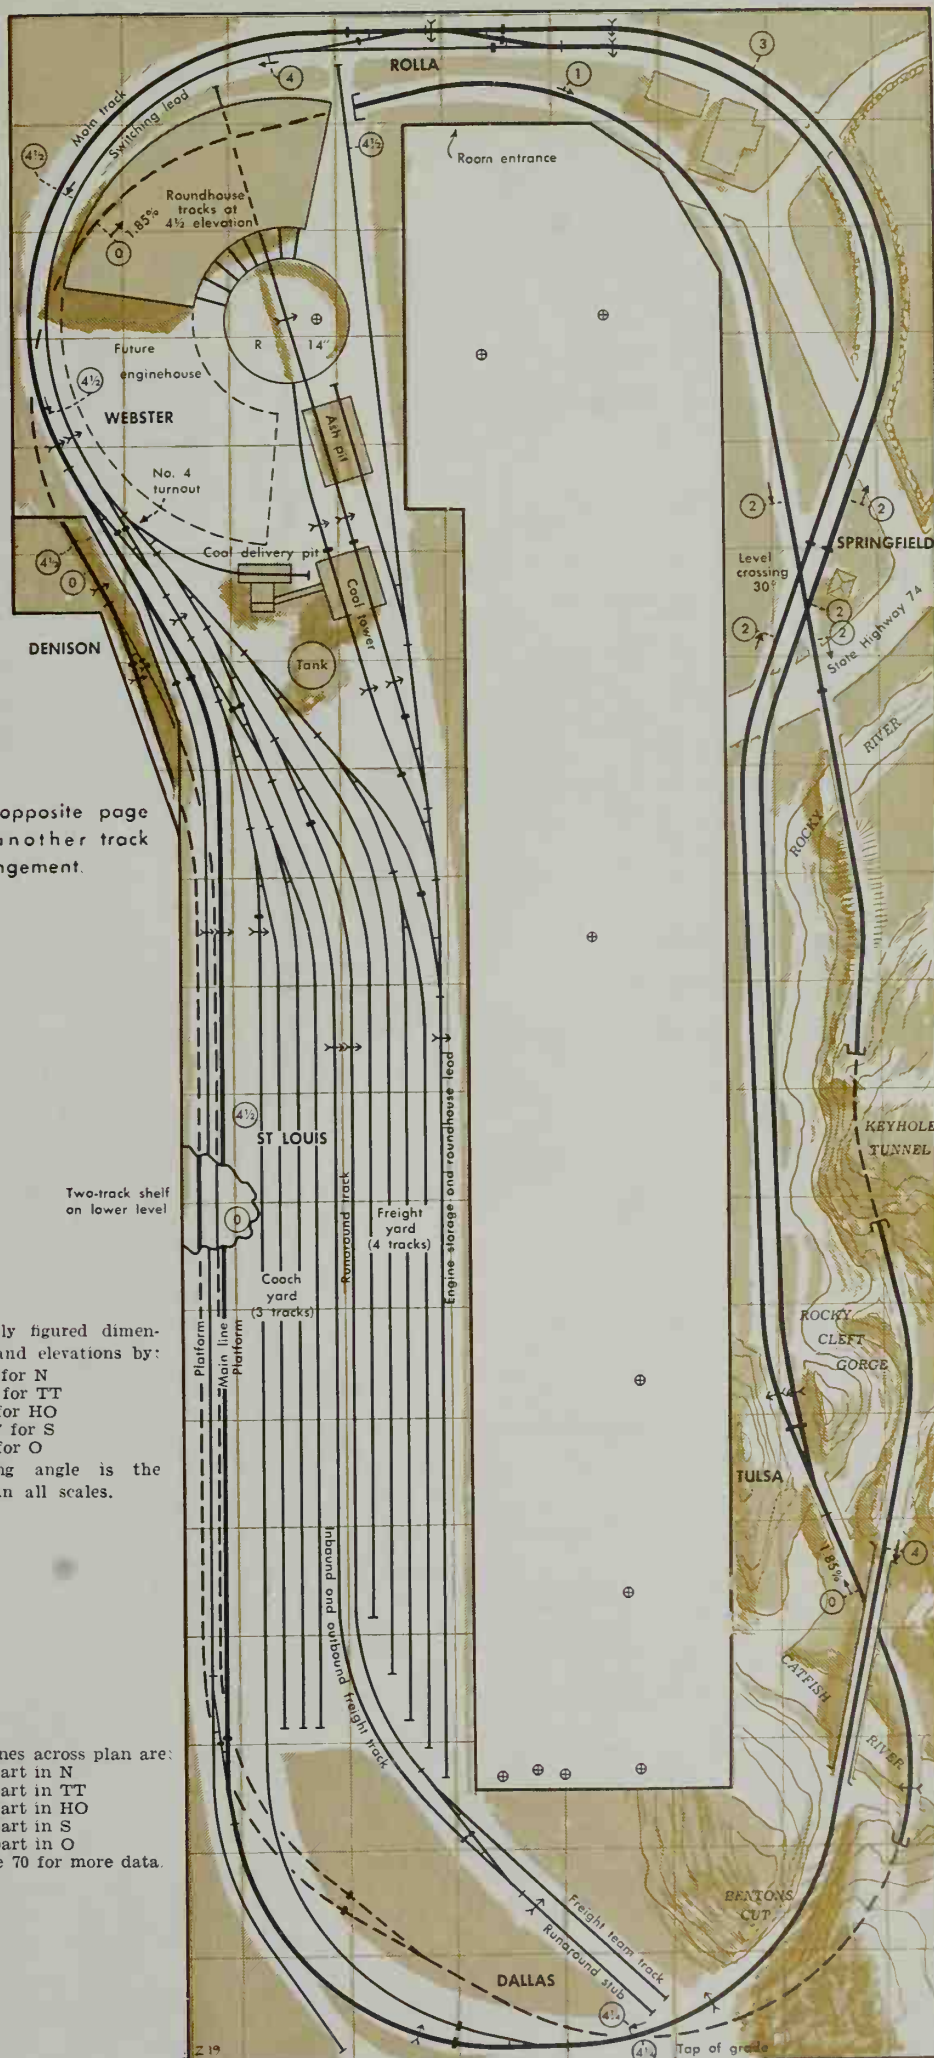 ROLLA
3
1
4
Main track
Switching lead
4½
4½
Room entrance
Roundhouse
tracks at
4½ elevation
1.85%
0
R 14"
Future
enginehouse
4½
WEBSTER
Ash pit
No. 4
turnout
2
2
SPRINGFIELD
4½
0
Coal delivery pit
Level
crossing
30°
Coal tower
2
2
2
State Highway 74
DENISON
Tank
RIVER
ROCKY
opposite page
another track
ngement.
4½
ST LOUIS
KEYHOLE
TUNNEL
Two-track shelf
on lower level
0
Runaround track
Freight
yard
(4 tracks)
Engine storage and roundhouse lead
Coach
yard
(3 tracks)
Platform
Main line
Platform
ROCKY
CLEFT
GORGE
ly figured dimen-
and elevations by:
for N
for TT
for HO
for S
for O
ng angle is the
in all scales.
TULSA
1.85%
0
4
Inbound and outbound freight track
CATFISH
RIVER
nes across plan are:
art in N
art in TT
art in HO
art in S
art in O
e 70 for more data.
BENTONS
CUT
Freight team track
Runaround stub
DALLAS
4¼
4¼
Top of grade
Z 19